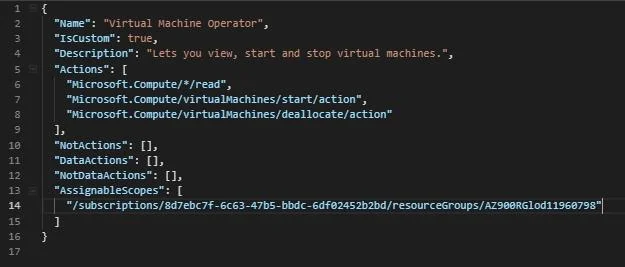 1 {
2 "Name": "Virtual Machine Operator",
3 "IsCustom": true,
4 "Description": "Lets you view, start and stop virtual machines.",
5 "Actions": [
6 "Microsoft.Compute/*/read",
7 "Microsoft.Compute/virtualMachines/start/action",
8 "Microsoft.Compute/virtualMachines/deallocate/action"
9 ],
10 "NotActions": [],
11 "DataActions": [],
12 "NotDataActions": [],
13 "AssignableScopes": [
14 "/subscriptions/8d7ebc7f-6c63-47b5-bbdc-6df02452b2bd/resourceGroups/AZ900RGlod11960798"
15 ]
16 }
17